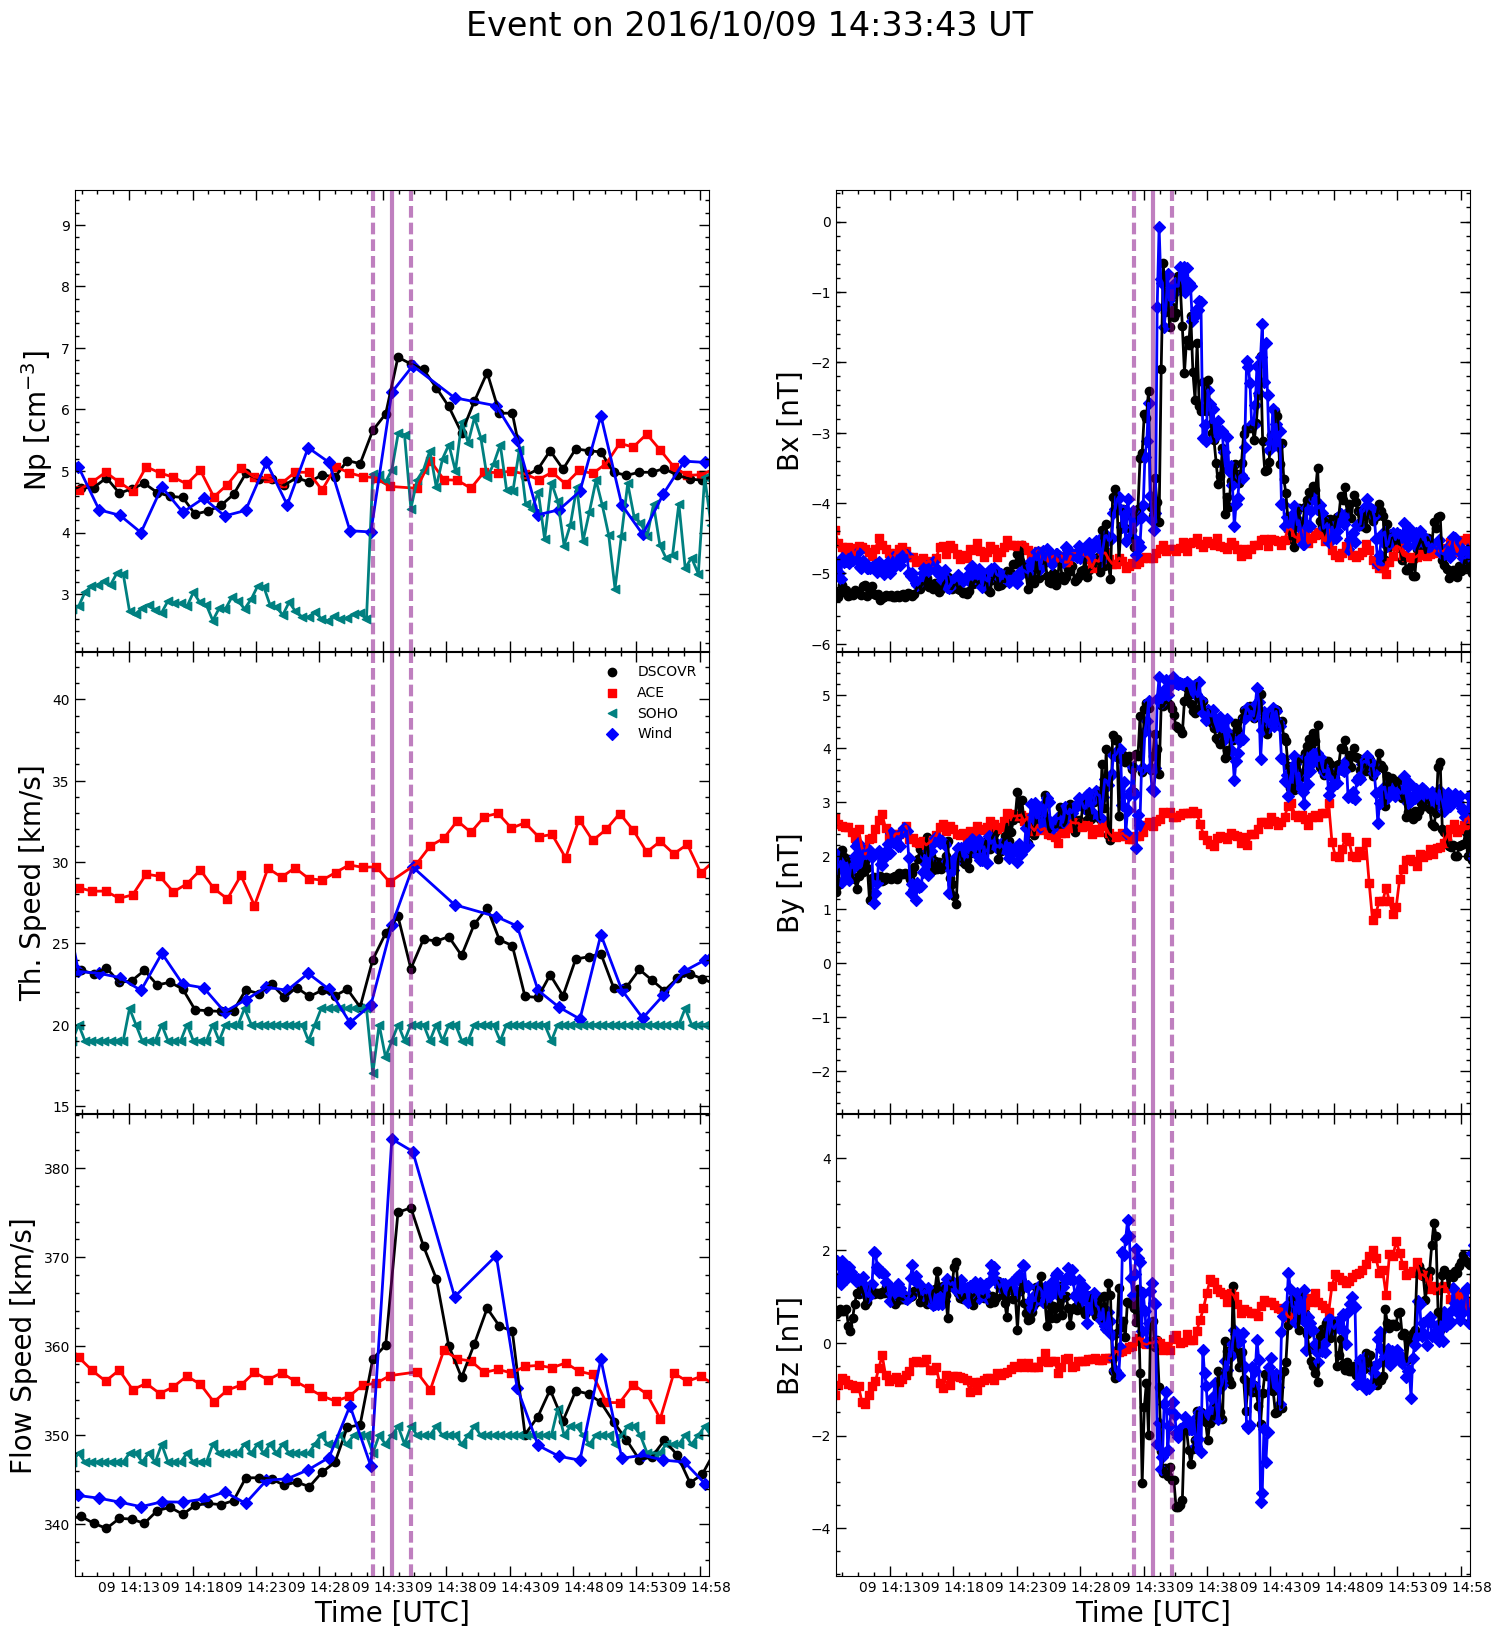 Event on 2016/10/09 14:33:43 UT
Np [cm⁻³]
9
8
7
6
5
4
3
Th. Speed [km/s]
40
35
30
25
20
15
DSCOVR
ACE
SOHO
Wind
Flow Speed [km/s]
380
370
360
350
340
09 14:13 09 14:18 09 14:23 09 14:28 09 14:33 09 14:38 09 14:43 09 14:48 09 14:53 09 14:58
Time [UTC]
Bx [nT]
0
−1
−2
−3
−4
−5
−6
By [nT]
5
4
3
2
1
0
−1
−2
Bz [nT]
4
2
0
−2
−4
09 14:13 09 14:18 09 14:23 09 14:28 09 14:33 09 14:38 09 14:43 09 14:48 09 14:53 09 14:58
Time [UTC]